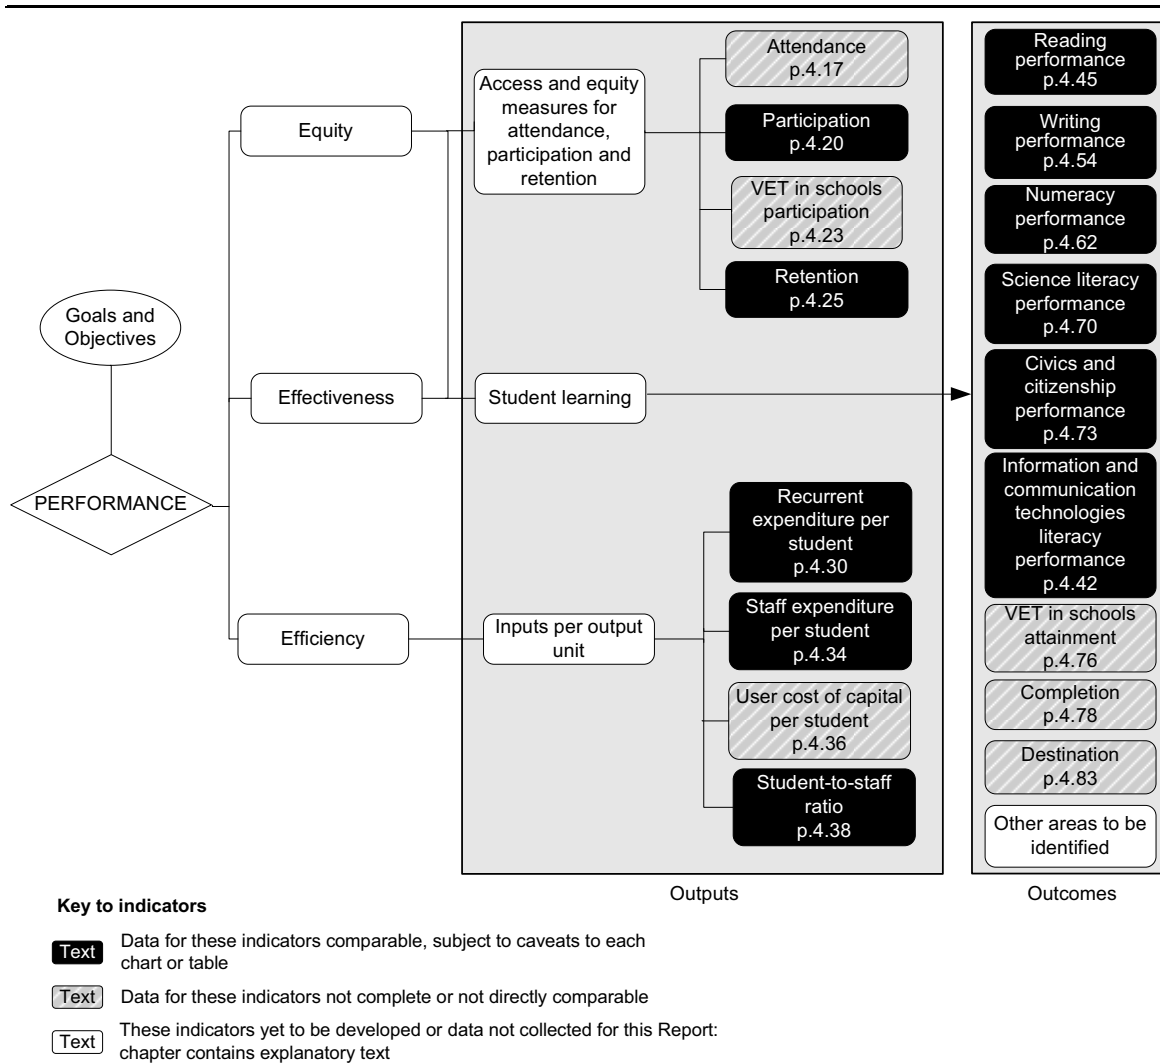 Goals and
Objectives
PERFORMANCE
Equity
Effectiveness
Efficiency
Access and equity
measures for
attendance,
participation and
retention
Student learning
Inputs per output
unit
Attendance
p.4.17
Participation
p.4.20
VET in schools
participation
p.4.23
Retention
p.4.25
Recurrent
expenditure per
student
p.4.30
Staff expenditure
per student
p.4.34
User cost of capital
per student
p.4.36
Student-to-staff
ratio
p.4.38
Outputs
Reading
performance
p.4.45
Writing
performance
p.4.54
Numeracy
performance
p.4.62
Science literacy
performance
p.4.70
Civics and
citizenship
performance
p.4.73
Information and
communication
technologies
literacy
performance
p.4.42
VET in schools
attainment
p.4.76
Completion
p.4.78
Destination
p.4.83
Other areas to be
identified
Outcomes
Key to indicators
Text
Data for these indicators comparable, subject to caveats to each
chart or table
Text
Data for these indicators not complete or not directly comparable
Text
These indicators yet to be developed or data not collected for this Report:
chapter contains explanatory text